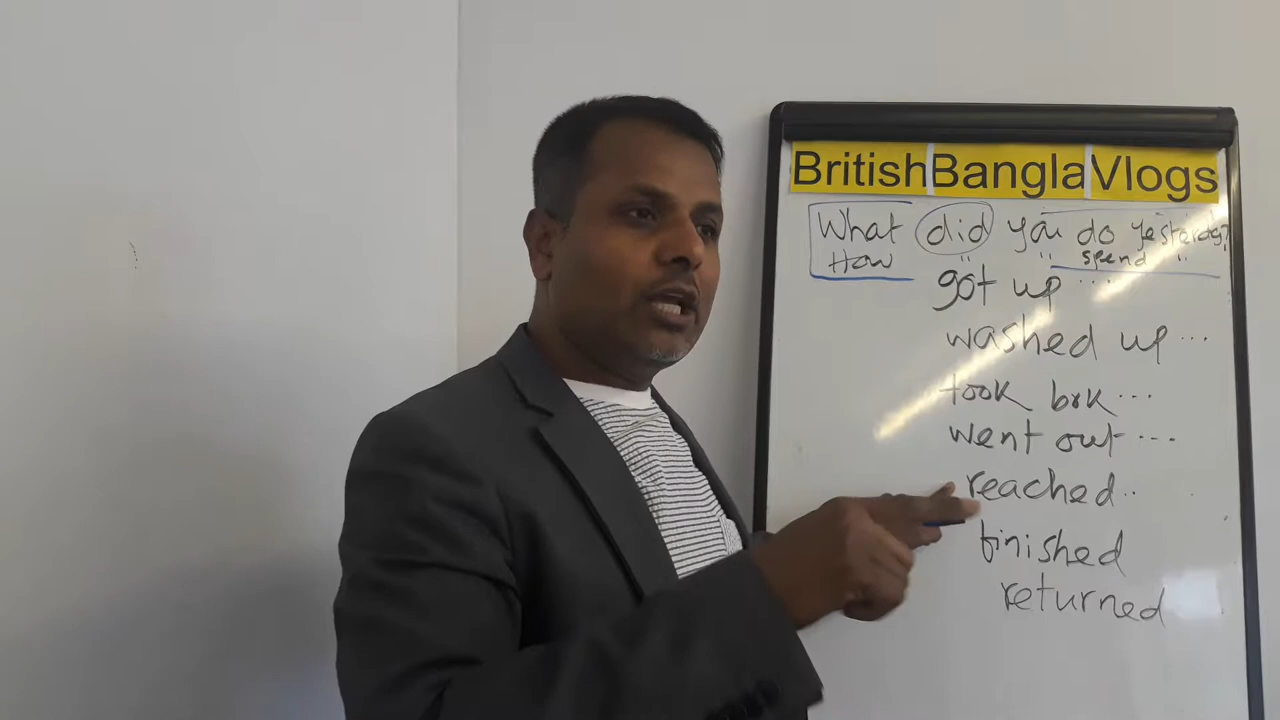 BritishBanglaVlogs
What did you do yesterday?
How " " spend "
got up ...
washed up ...
took brk ...
went out ...
reached ..
finished
returned